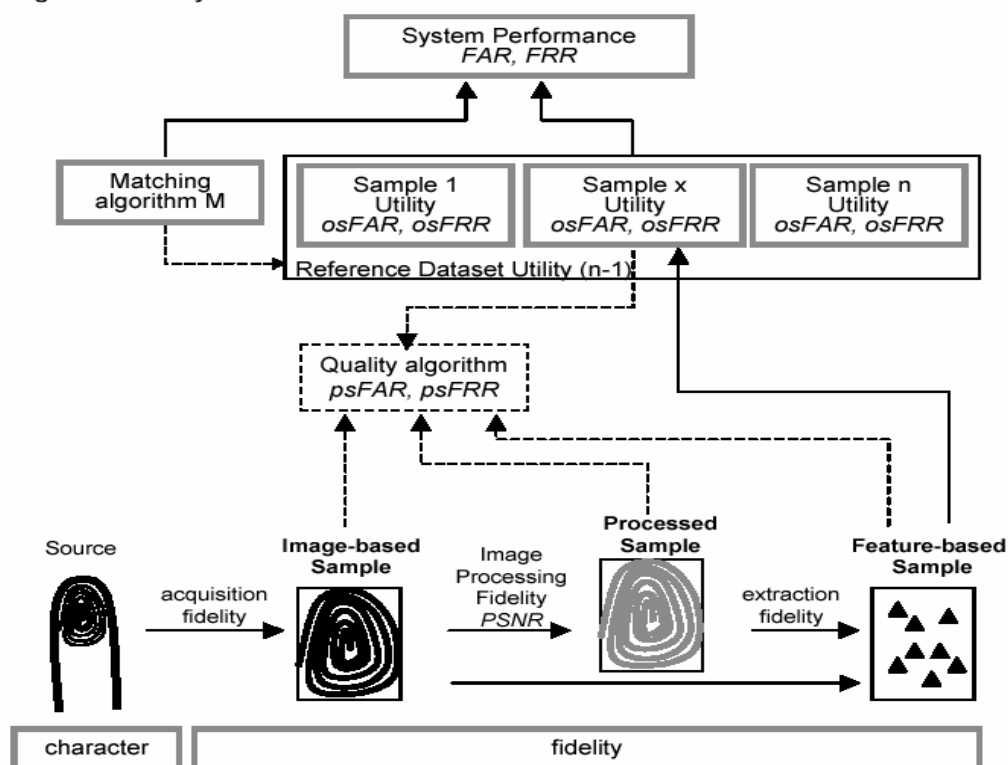 System Performance
FAR, FRR
Matching
algorithm M
Sample 1
Utility
osFAR, osFRR
Sample x
Utility
osFAR, osFRR
Sample n
Utility
osFAR, osFRR
Reference Dataset Utility (n-1)
Quality algorithm
psFAR, psFRR
Source
acquisition
fidelity
Image-based
Sample
Image
Processing
Fidelity
PSNR
Processed
Sample
extraction
fidelity
Feature-based
Sample
character
fidelity